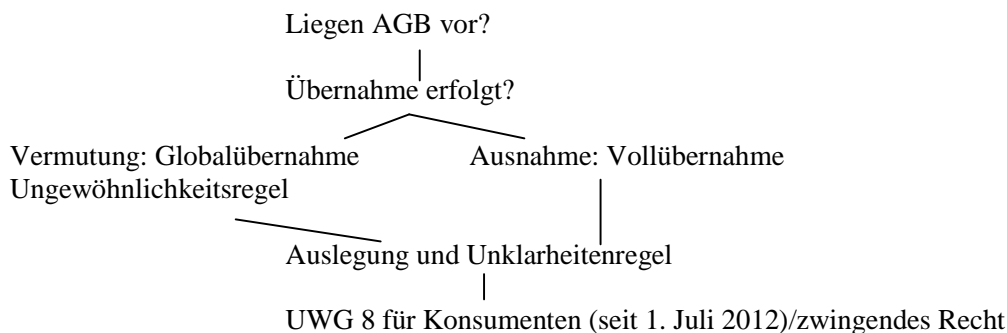 Liegen AGB vor?
Übernahme erfolgt?
Vermutung: Globalübernahme
Ungewöhnlichkeitsregel
Ausnahme: Vollübernahme
Auslegung und Unklarheitenregel
UWG 8 für Konsumenten (seit 1. Juli 2012)/zwingendes Recht